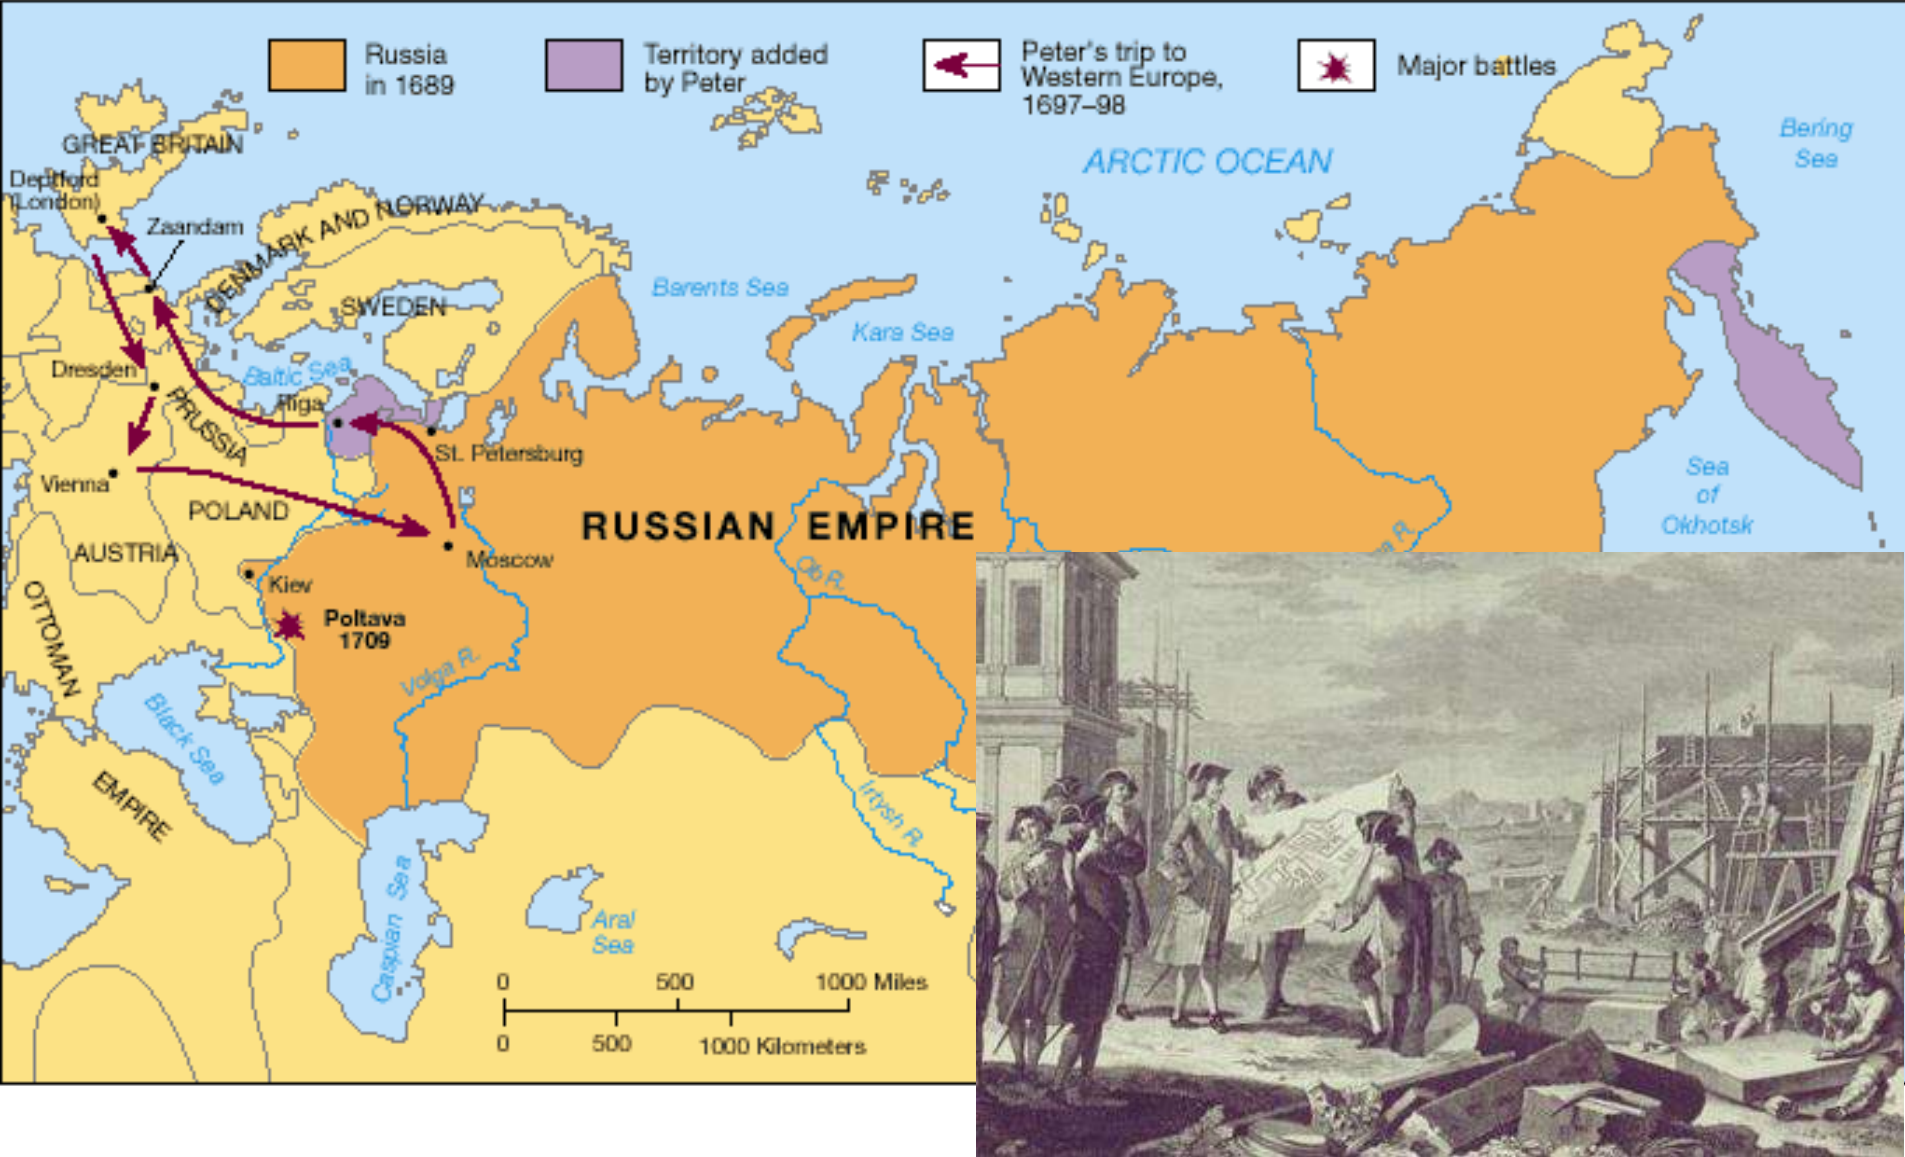 Russia
in 1689
Territory added
by Peter
Peter's trip to
Western Europe,
1697–98
Major battles
GREAT BRITAIN
Deptford
(London)
Zaandam
DENMARK AND NORWAY
SWEDEN
ARCTIC OCEAN
Bering
Sea
Barents Sea
Kara Sea
Dresden
Baltic Sea
Riga
PRUSSIA
St. Petersburg
Vienna
POLAND
RUSSIAN EMPIRE
Sea
of
Okhotsk
AUSTRIA
Moscow
Kiev
Ob R.
OTTOMAN
Poltava
1709
Volga R.
Black Sea
EMPIRE
Irtysh R.
Caspian Sea
Aral
Sea
0 500 1000 Miles
0 500 1000 Kilometers